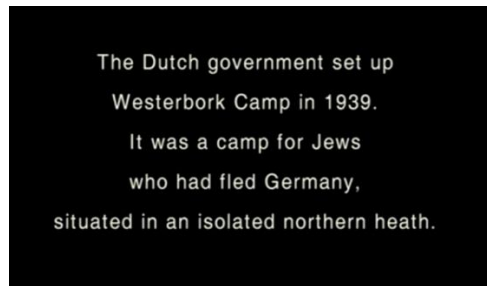 The Dutch government set up
Westerbork Camp in 1939.
It was a camp for Jews
who had fled Germany,
situated in an isolated northern heath.